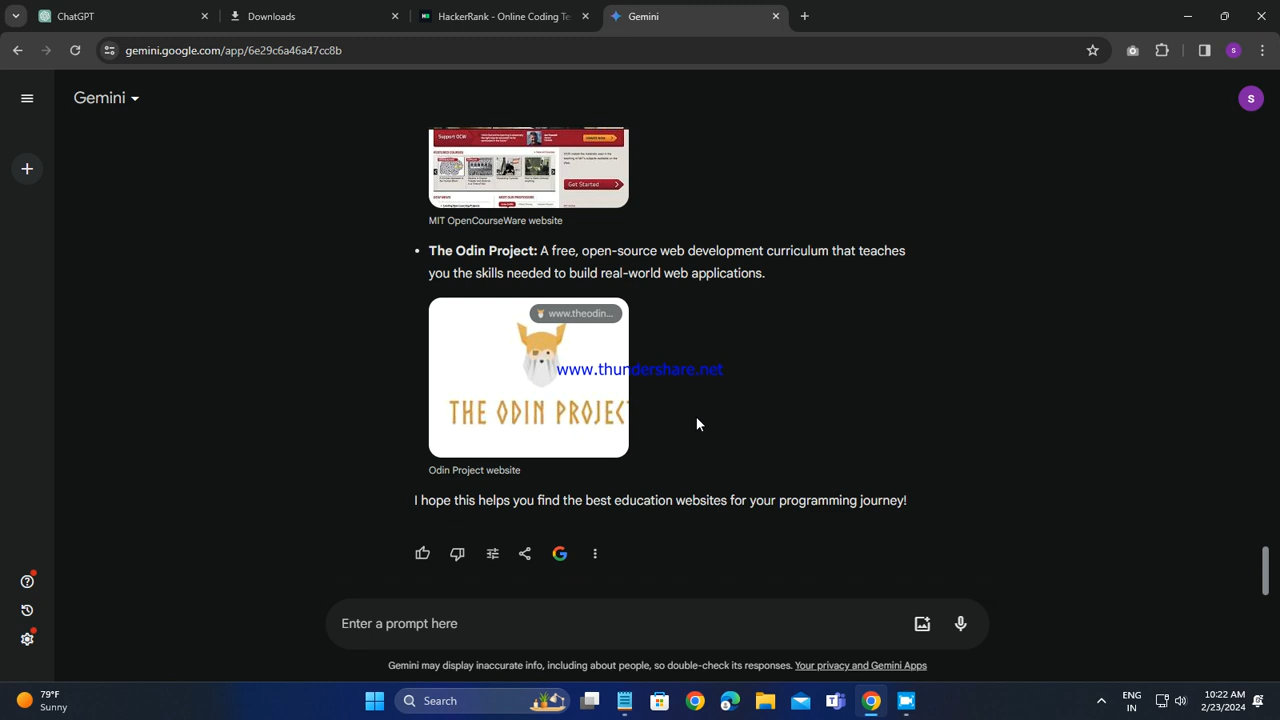 ChatGPT
Downloads
HackerRank - Online Coding Te
Gemini
gemini.google.com/app/6e29c6a46a47cc8b
S
Gemini
S
Support OCW
Get Started
MIT OpenCourseWare website
• The Odin Project: A free, open-source web development curriculum that teaches
you the skills needed to build real-world web applications.
www.theodin...
www.thundershare.net
THE ODIN PROJEC
Odin Project website
I hope this helps you find the best education websites for your programming journey!
Enter a prompt here
Gemini may display inaccurate info, including about people, so double-check its responses. Your privacy and Gemini Apps
79°F
Sunny
Search
ENG
IN
10:22 AM
2/23/2024